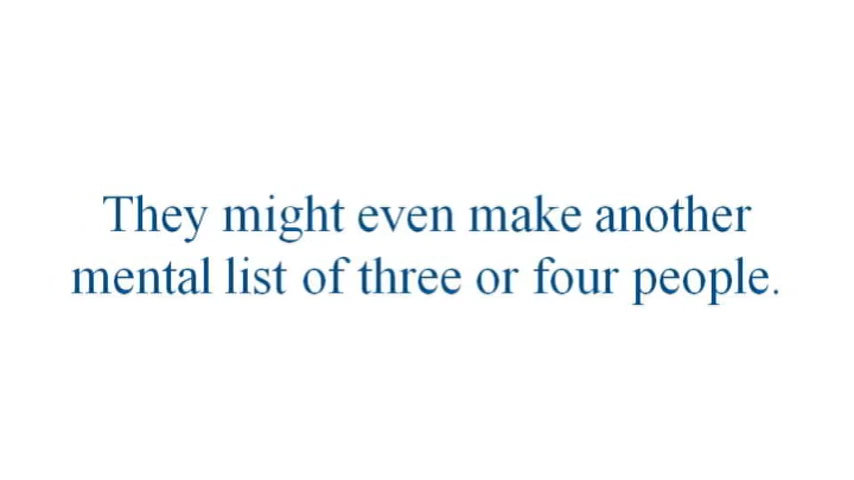 They might even make another
mental list of three or four people.